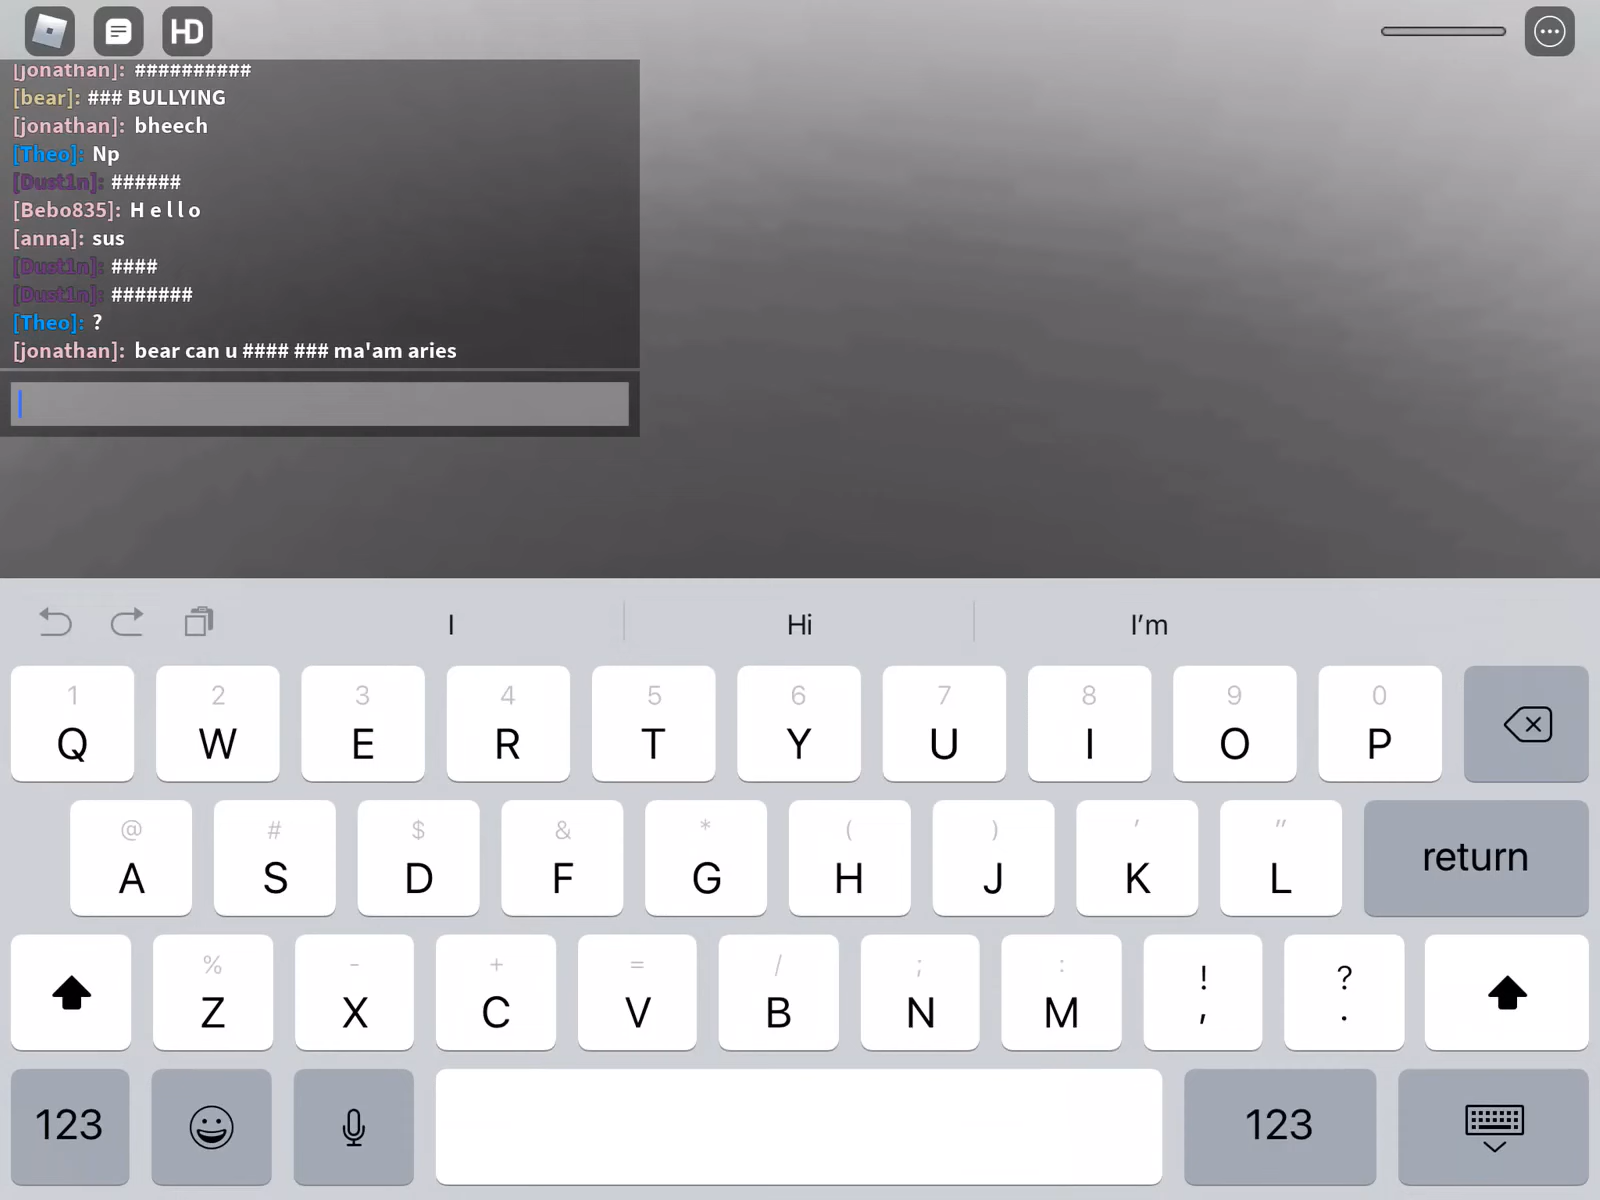 HD
[jonathan]: ##########
[bear]: ### BULLYING
[jonathan]: bheech
[Theo]: Np
[Dust1n]: ######
[Bebo835]: H e l l o
[anna]: sus
[Dust1n]: ####
[Dust1n]: #######
[Theo]: ?
[jonathan]: bear can u #### ### ma'am aries
I Hi I’m
1 2 3 4 5 6 7 8 9 0
Q W E R T Y U I O P
@ # $ & * ( ) ' "
A S D F G H J K L return
% - + = / ; : ! ?
Z X C V B N M , .
123 123